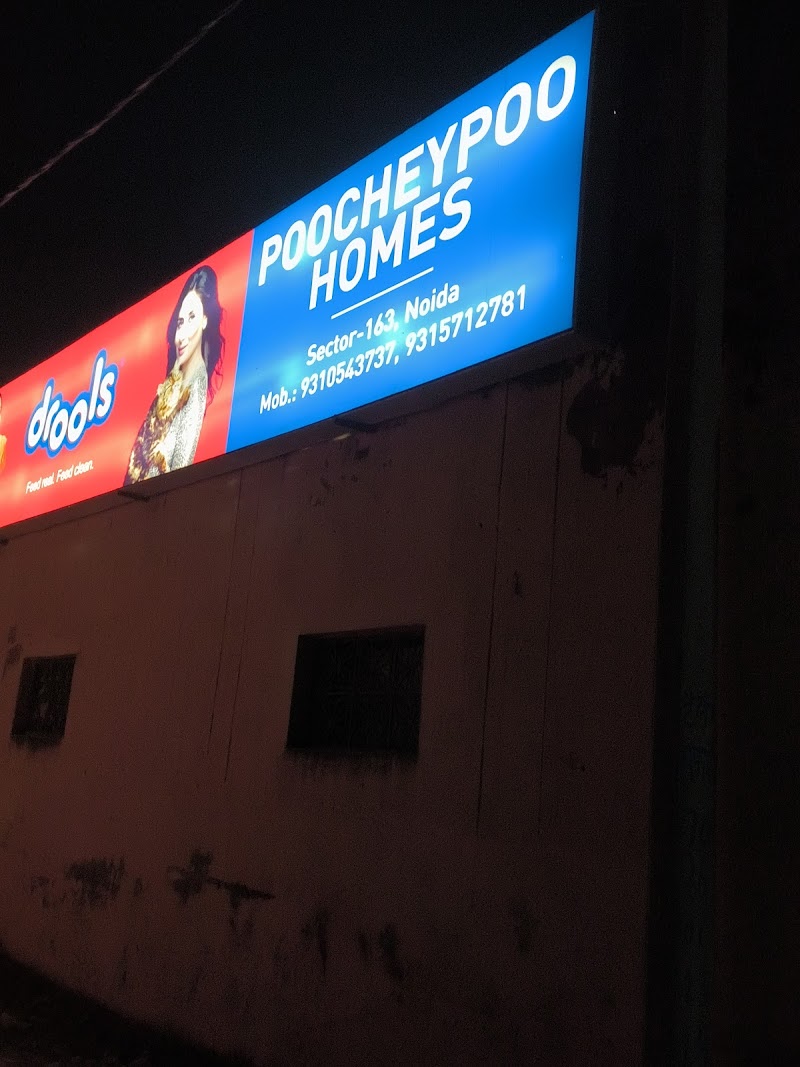 POOCHEYPOO
HOMES
Sector-163, Noida
Mob.: 9310543737, 9315712781
drools
Feed real. Feed clean.